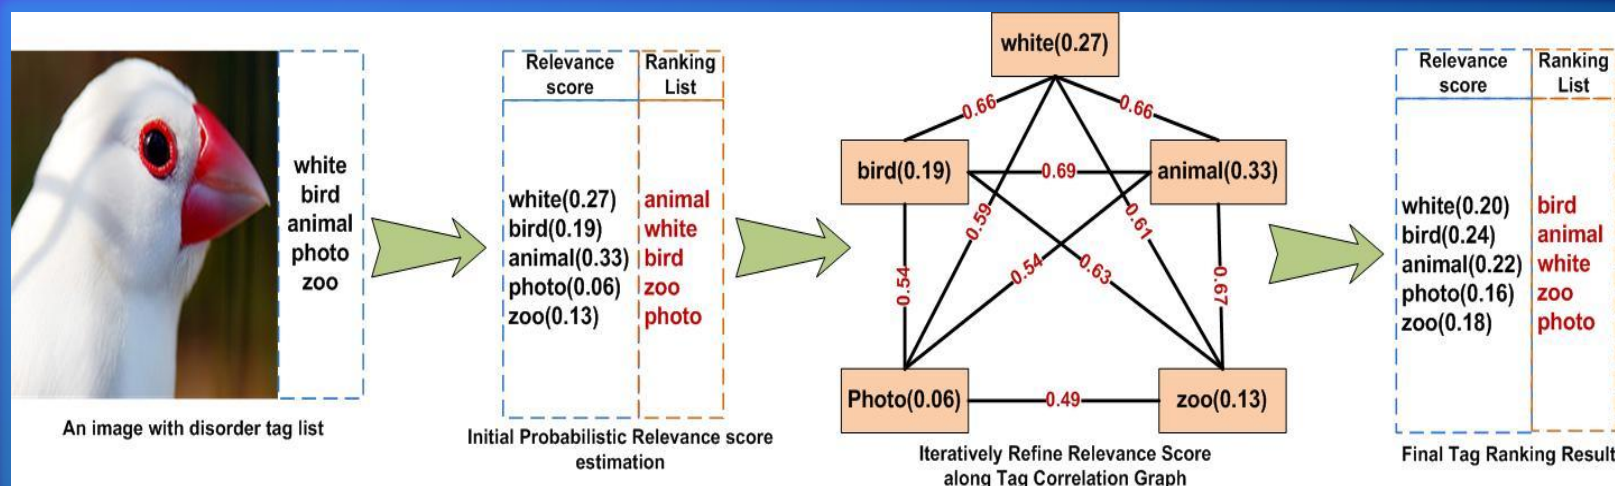 white
bird
animal
photo
zoo
An image with disorder tag list
Relevance
score
Ranking
List
white(0.27)
bird(0.19)
animal(0.33)
photo(0.06)
zoo(0.13)
animal
white
bird
zoo
photo
Initial Probabilistic Relevance score
estimation
white(0.27)
0.66
0.66
bird(0.19)
0.69
animal(0.33)
0.59
0.61
0.54
0.54
0.63
0.67
Photo(0.06)
0.49
zoo(0.13)
Iteratively Refine Relevance Score
along Tag Correlation Graph
Relevance
score
Ranking
List
white(0.20)
bird(0.24)
animal(0.22)
photo(0.16)
zoo(0.18)
bird
animal
white
zoo
photo
Final Tag Ranking Result